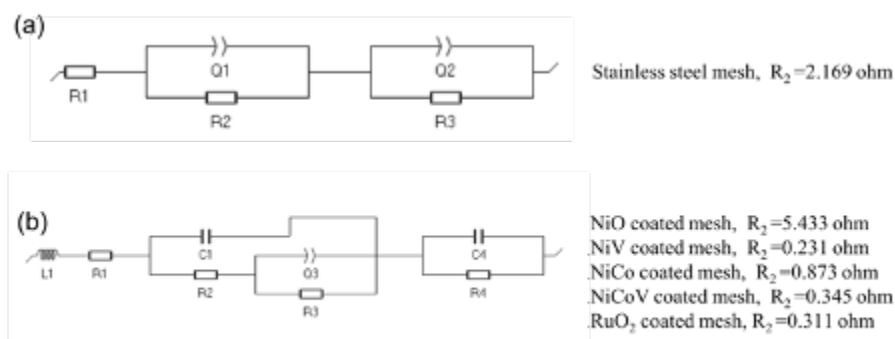 (a)
Q1
Q2
R1
R2
R3
Stainless steel mesh, R₂=2.169 ohm
(b)
L1
R1
C1
R2
Q3
R3
C4
R4
NiO coated mesh, R₂=5.433 ohm
NiV coated mesh, R₂=0.231 ohm
NiCo coated mesh, R₂=0.873 ohm
NiCoV coated mesh, R₂=0.345 ohm
RuO₂ coated mesh, R₂=0.311 ohm